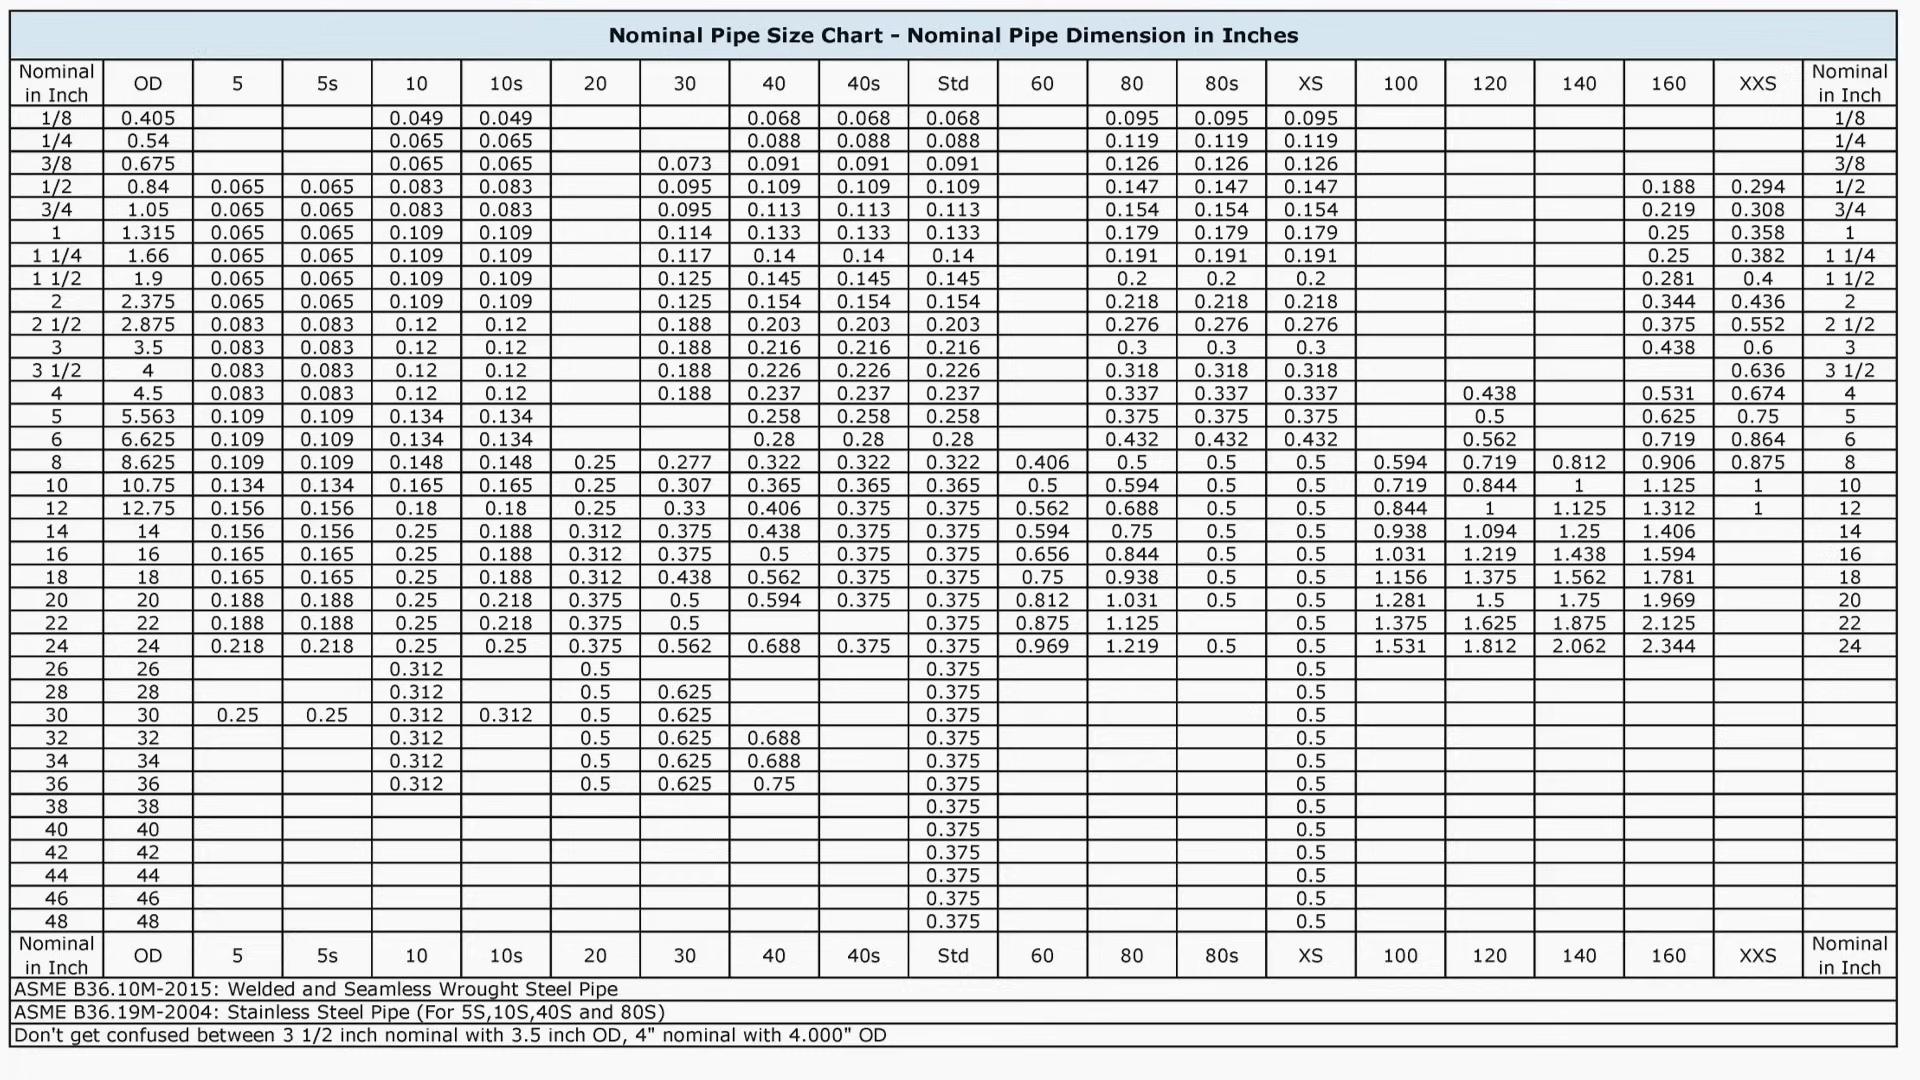 Nominal Pipe Size Chart - Nominal Pipe Dimension in Inches
Nominal in Inch OD 5 5s 10 10s 20 30 40 40s Std 60 80 80s XS 100 120 140 160 XXS Nominal in Inch
1/8 0.405 0.049 0.049 0.068 0.068 0.068 0.095 0.095 0.095 1/8
1/4 0.54 0.065 0.065 0.088 0.088 0.088 0.119 0.119 0.119 1/4
3/8 0.675 0.065 0.065 0.073 0.091 0.091 0.091 0.126 0.126 0.126 3/8
1/2 0.84 0.065 0.065 0.083 0.083 0.095 0.109 0.109 0.109 0.147 0.147 0.147 0.188 0.294 1/2
3/4 1.05 0.065 0.065 0.083 0.083 0.095 0.113 0.113 0.113 0.154 0.154 0.154 0.219 0.308 3/4
1 1.315 0.065 0.065 0.109 0.109 0.114 0.133 0.133 0.133 0.179 0.179 0.179 0.25 0.358 1
1 1/4 1.66 0.065 0.065 0.109 0.109 0.117 0.14 0.14 0.14 0.191 0.191 0.191 0.25 0.382 1 1/4
1 1/2 1.9 0.065 0.065 0.109 0.109 0.125 0.145 0.145 0.145 0.2 0.2 0.2 0.281 0.4 1 1/2
2 2.375 0.065 0.065 0.109 0.109 0.125 0.154 0.154 0.154 0.218 0.218 0.218 0.344 0.436 2
2 1/2 2.875 0.083 0.083 0.12 0.12 0.188 0.203 0.203 0.203 0.276 0.276 0.276 0.375 0.552 2 1/2
3 3.5 0.083 0.083 0.12 0.12 0.188 0.216 0.216 0.216 0.3 0.3 0.3 0.438 0.6 3
3 1/2 4 0.083 0.083 0.12 0.12 0.188 0.226 0.226 0.226 0.318 0.318 0.318 0.636 3 1/2
4 4.5 0.083 0.083 0.12 0.12 0.188 0.237 0.237 0.237 0.337 0.337 0.337 0.438 0.531 0.674 4
5 5.563 0.109 0.109 0.134 0.134 0.258 0.258 0.258 0.375 0.375 0.375 0.5 0.625 0.75 5
6 6.625 0.109 0.109 0.134 0.134 0.28 0.28 0.28 0.432 0.432 0.432 0.562 0.719 0.864 6
8 8.625 0.109 0.109 0.148 0.148 0.25 0.277 0.322 0.322 0.322 0.406 0.5 0.5 0.5 0.594 0.719 0.812 0.906 0.875 8
10 10.75 0.134 0.134 0.165 0.165 0.25 0.307 0.365 0.365 0.365 0.5 0.594 0.5 0.5 0.719 0.844 1 1.125 1 10
12 12.75 0.156 0.156 0.18 0.18 0.25 0.33 0.406 0.375 0.375 0.562 0.688 0.5 0.5 0.844 1 1.125 1.312 1 12
14 14 0.156 0.156 0.25 0.188 0.312 0.375 0.438 0.375 0.375 0.594 0.75 0.5 0.5 0.938 1.094 1.25 1.406 14
16 16 0.165 0.165 0.25 0.188 0.312 0.375 0.5 0.375 0.375 0.656 0.844 0.5 0.5 1.031 1.219 1.438 1.594 16
18 18 0.165 0.165 0.25 0.188 0.312 0.438 0.562 0.375 0.375 0.75 0.938 0.5 0.5 1.156 1.375 1.562 1.781 18
20 20 0.188 0.188 0.25 0.218 0.375 0.5 0.594 0.375 0.375 0.812 1.031 0.5 0.5 1.281 1.5 1.75 1.969 20
22 22 0.188 0.188 0.25 0.218 0.375 0.5 0.375 0.875 1.125 0.5 1.375 1.625 1.875 2.125 22
24 24 0.218 0.218 0.25 0.25 0.375 0.562 0.688 0.375 0.375 0.969 1.219 0.5 0.5 1.531 1.812 2.062 2.344 24
26 26 0.312 0.5 0.375 0.5
28 28 0.312 0.5 0.625 0.375 0.5
30 30 0.25 0.25 0.312 0.312 0.5 0.625 0.375 0.5
32 32 0.312 0.5 0.625 0.688 0.375 0.5
34 34 0.312 0.5 0.625 0.688 0.375 0.5
36 36 0.312 0.5 0.625 0.75 0.375 0.5
38 38 0.375 0.5
40 40 0.375 0.5
42 42 0.375 0.5
44 44 0.375 0.5
46 46 0.375 0.5
48 48 0.375 0.5
Nominal in Inch OD 5 5s 10 10s 20 30 40 40s Std 60 80 80s XS 100 120 140 160 XXS Nominal in Inch
ASME B36.10M-2015: Welded and Seamless Wrought Steel Pipe
ASME B36.19M-2004: Stainless Steel Pipe (For 5S,10S,40S and 80S)
Don't get confused between 3 1/2 inch nominal with 3.5 inch OD, 4" nominal with 4.000" OD